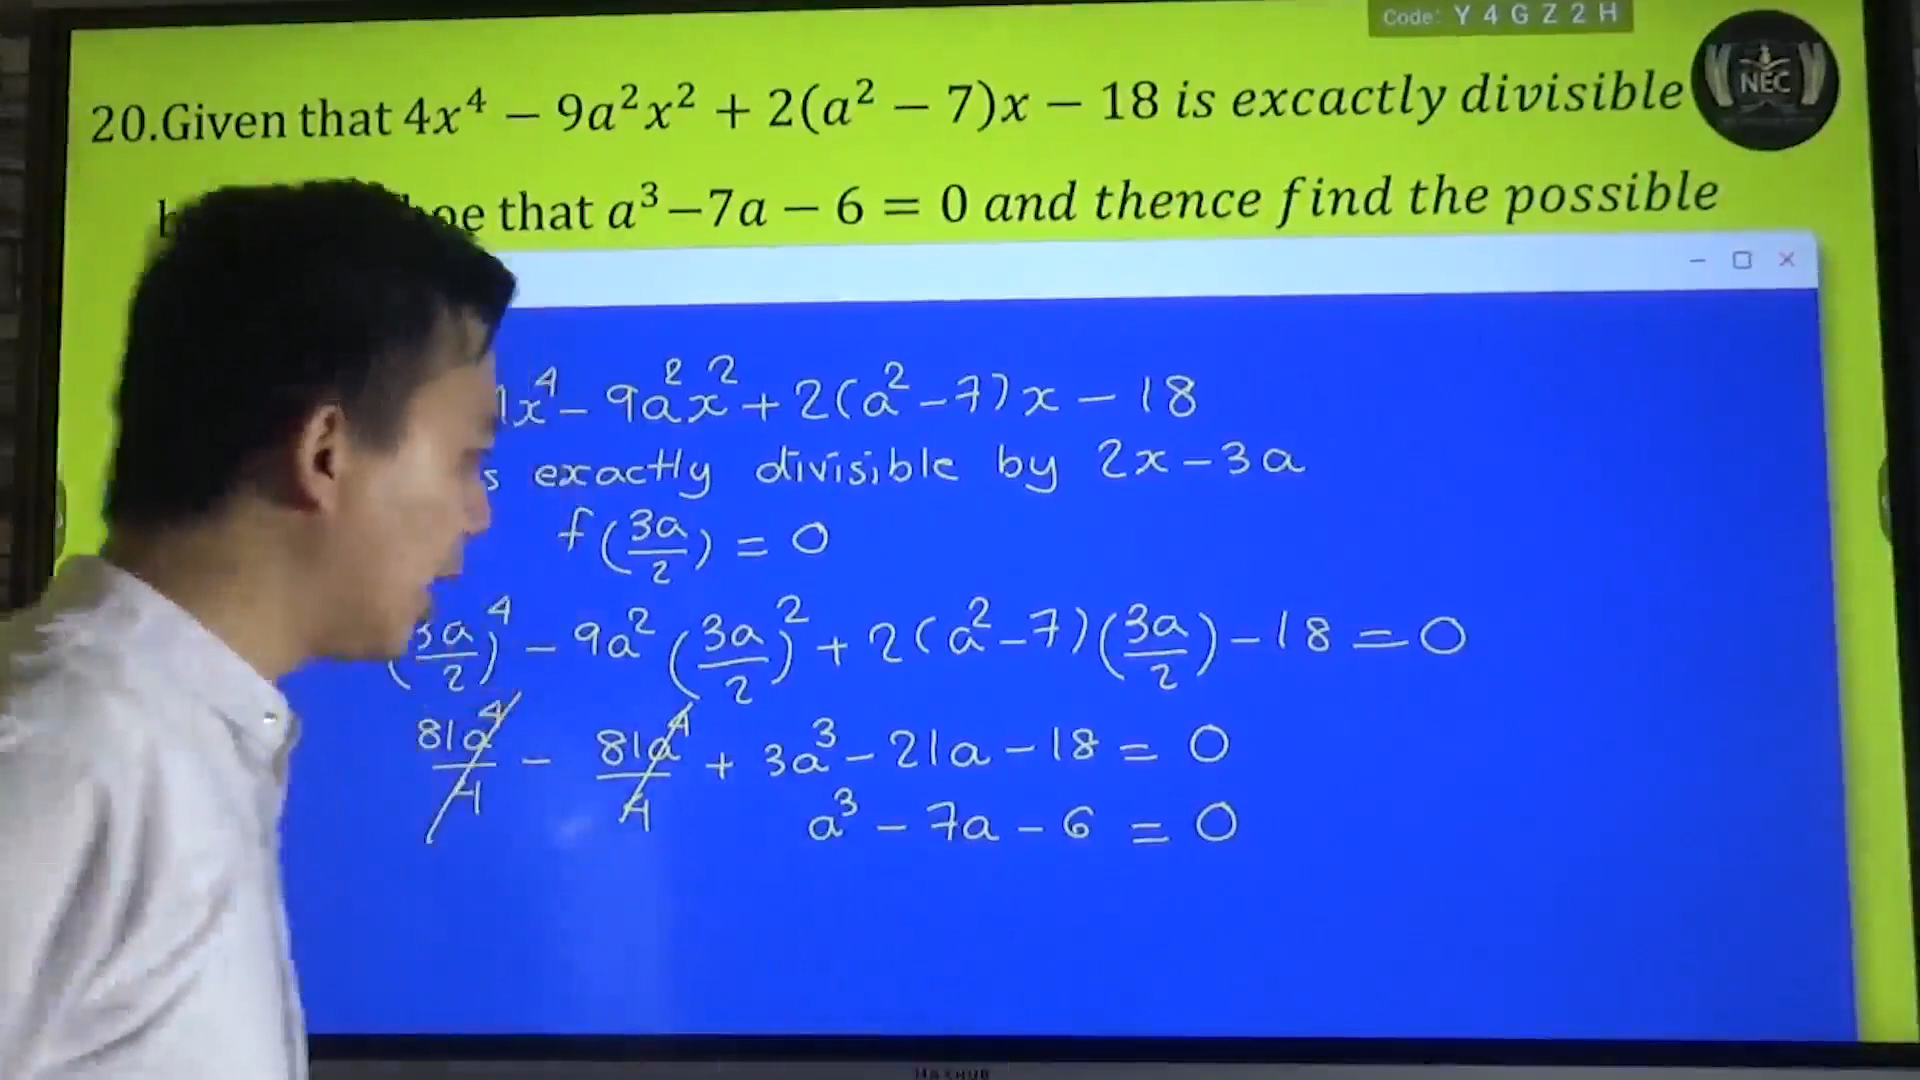 Code: Y 4 G Z 2 H
NEC
20.Given that 4x⁴ − 9a²x² + 2(a² − 7)x − 18 is excactly divisible
that a³−7a − 6 = 0 and thence find the possible
x⁴ − 9a²x² + 2(a² − 7)x − 18
exactly divisible by 2x − 3a
f(3a/2) = 0
(3a/2)⁴ − 9a²(3a/2)² + 2(a² − 7)(3a/2) − 18 = 0
81a⁴/4 − 81a⁴/4 + 3a³ − 21a − 18 = 0
a³ − 7a − 6 = 0